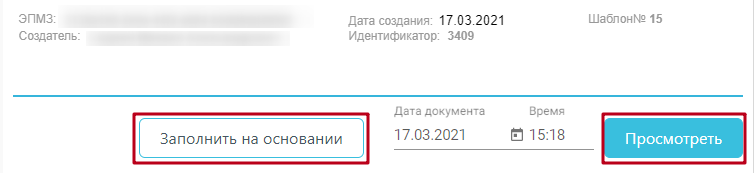 ЭПМЗ: Дата создания: 17.03.2021 Шаблон№ 15
Создатель: Идентификатор: 3409
Дата документа Время
Заполнить на основании 17.03.2021 15:18 Просмотреть